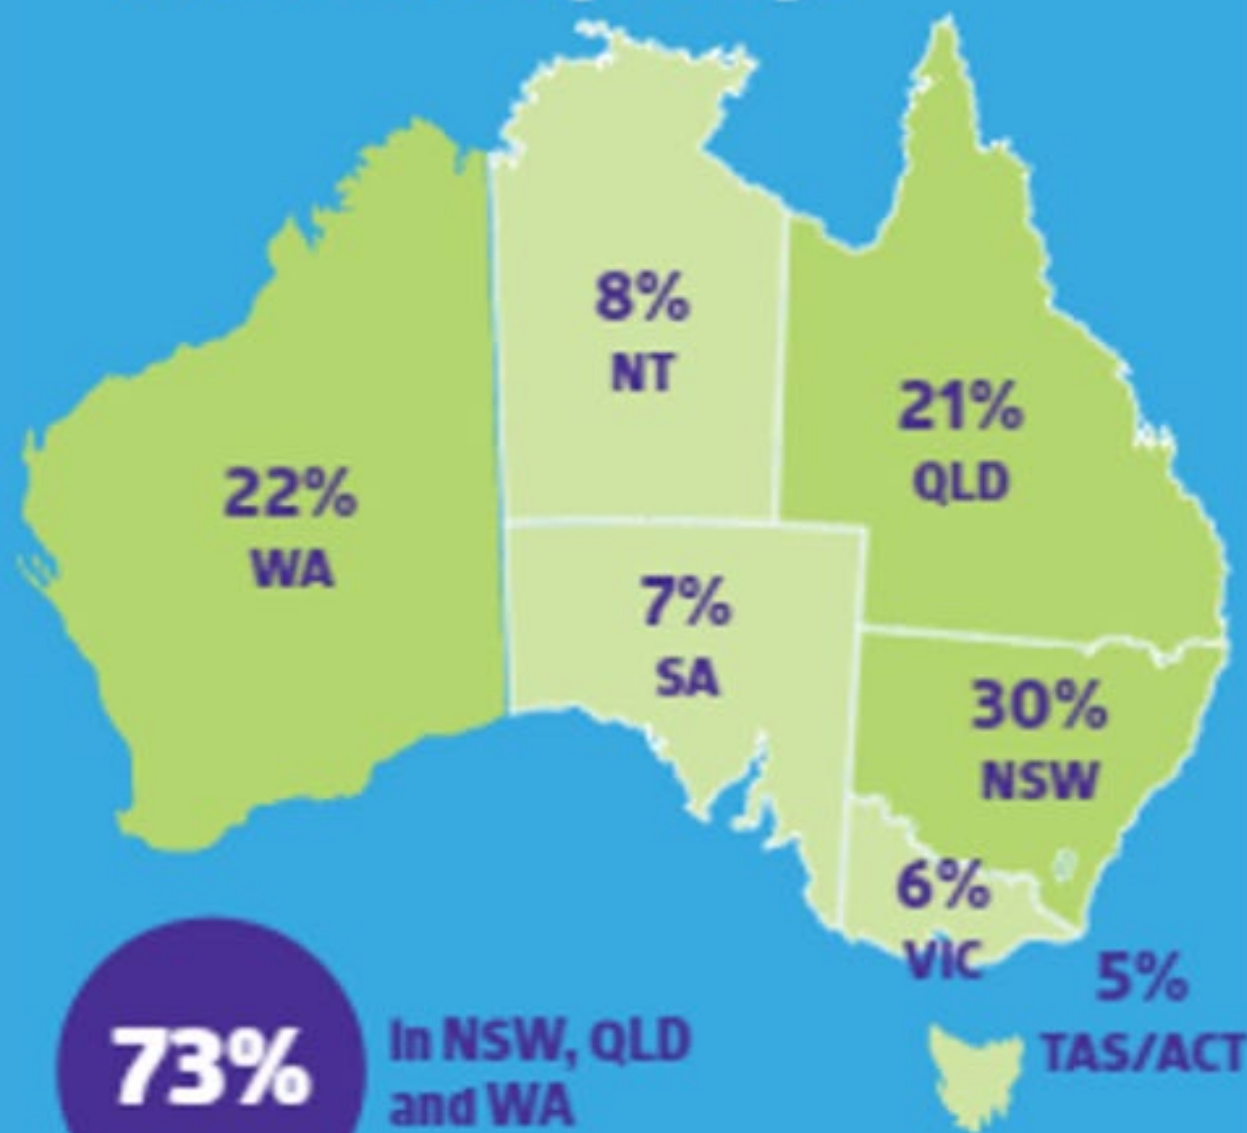 8%
NT
21%
QLD
22%
WA
7%
SA
30%
NSW
6%
VIC
5%
TAS/ACT
73%
In NSW, QLD
and WA